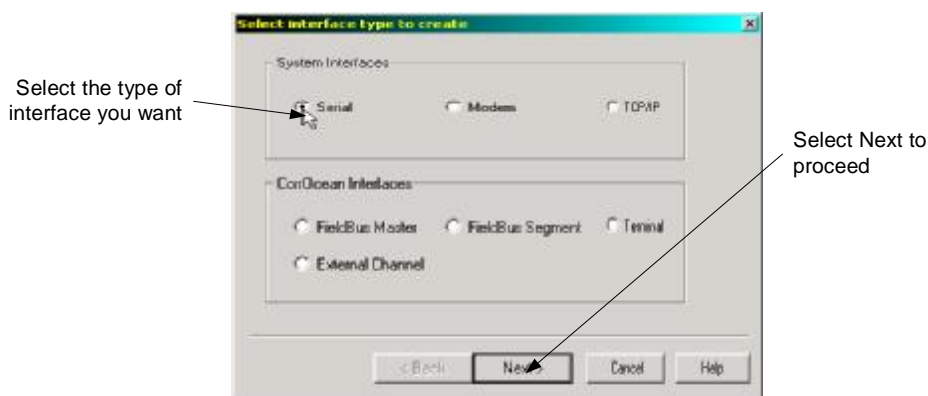 Select interface type to create
System Interfaces
Select the type of
interface you want
Serial
Modem
TCP/IP
Select Next to
proceed
ConOcean Interfaces
FieldBus Master
FieldBus Segment
Terminal
External Channel
< Back
Next >
Cancel
Help